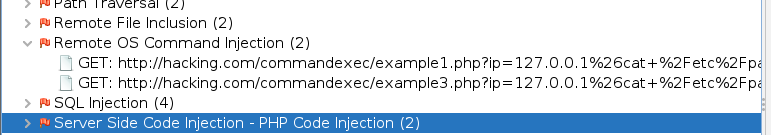 Path Traversal (2)
Remote File Inclusion (2)
Remote OS Command Injection (2)
GET: http://hacking.com/commandexec/example1.php?ip=127.0.0.1%26cat+%2Fetc%2Fpa
GET: http://hacking.com/commandexec/example3.php?ip=127.0.0.1%26cat+%2Fetc%2Fpa
SQL Injection (4)
Server Side Code Injection - PHP Code Injection (2)